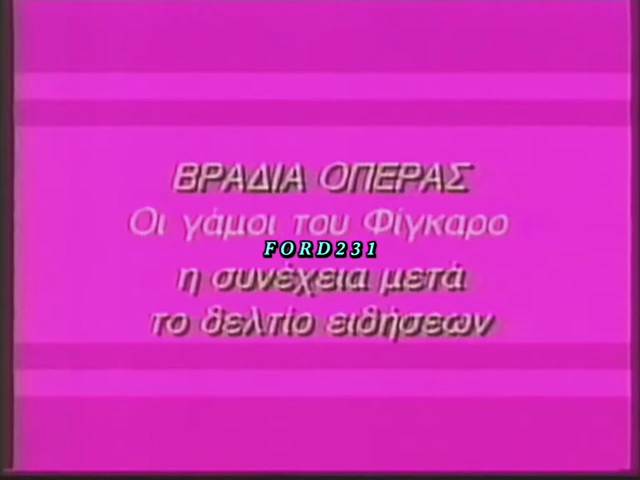 ΒΡΑΔΙΑ ΟΠΕΡΑΣ
Οι γάμοι του Φίγκαρο
FORD231
η συνέχεια μετά
το δελτίο ειδήσεων